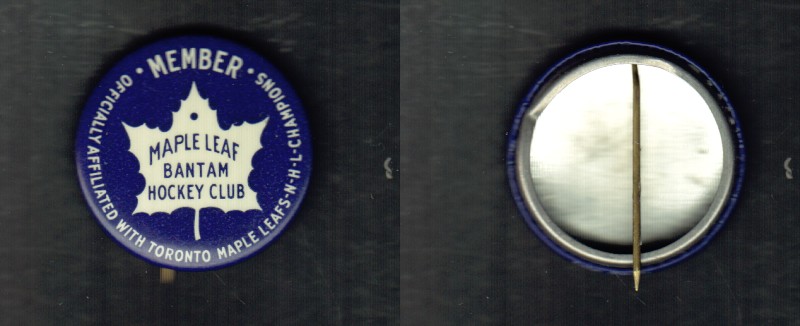 · MEMBER ·
MAPLE LEAF
BANTAM
HOCKEY CLUB
OFFICIALLY AFFILIATED WITH TORONTO MAPLE LEAFS-N-H-L-CHAMPIONS